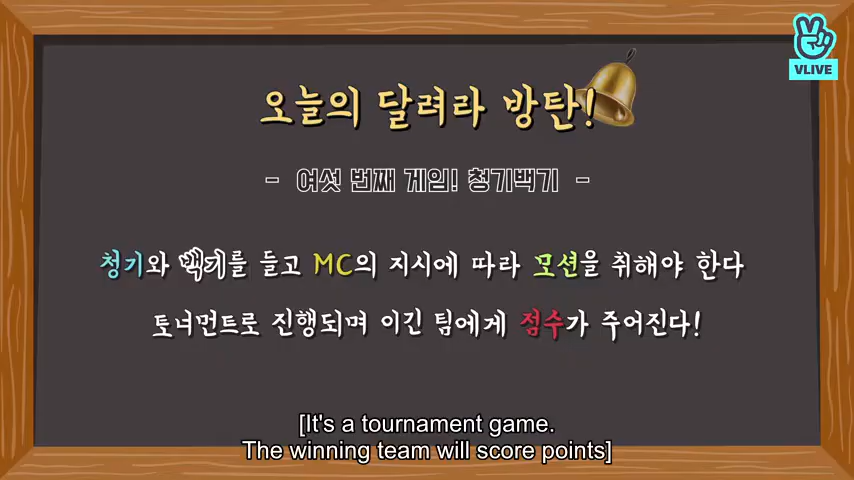 VLIVE
오늘의 달려라 방탄!
- 여섯 번째 게임! 청기백기 -
청기와 백기를 들고 MC의 지시에 따라 모션을 취해야 한다
토너먼트로 진행되며 이긴 팀에게 점수가 주어진다!
[It's a tournament game.
The winning team will score points]